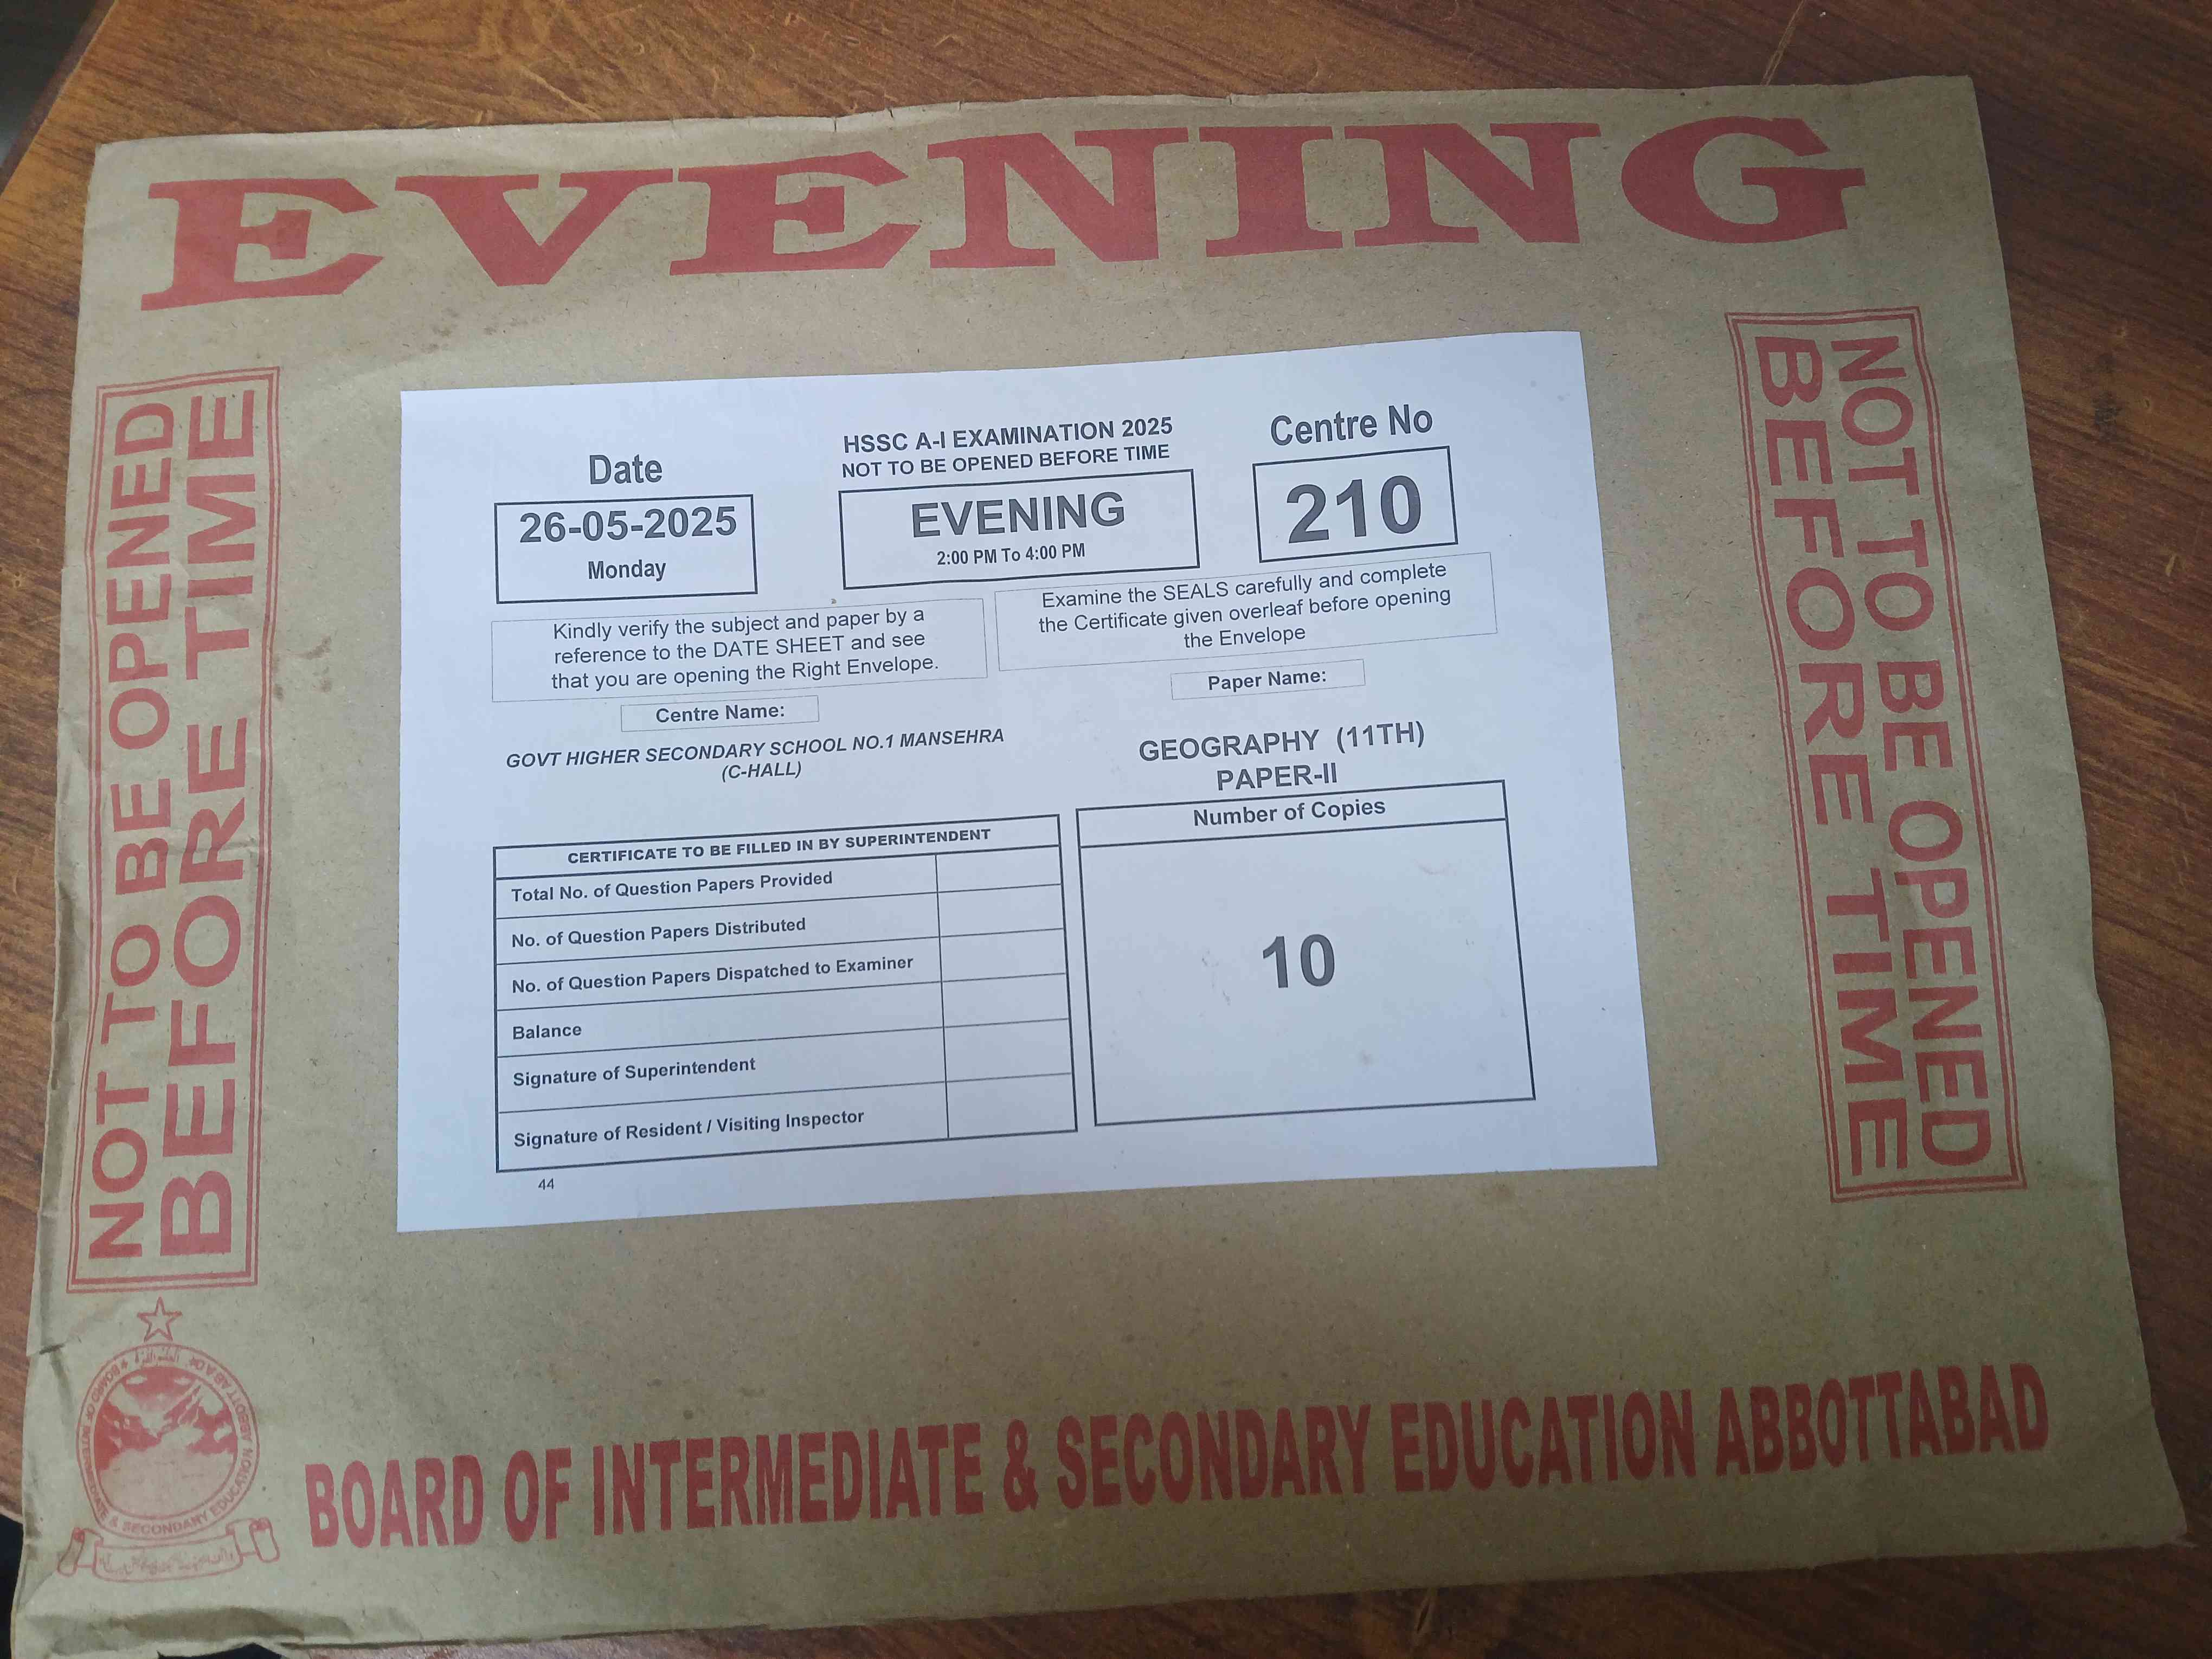 EVENING
NOT TO BE OPENED
BEFORE TIME
Date
26-05-2025
Monday
HSSC A-I EXAMINATION 2025
NOT TO BE OPENED BEFORE TIME
EVENING
2:00 PM To 4:00 PM
Centre No
210
Kindly verify the subject and paper by a
reference to the DATE SHEET and see
that you are opening the Right Envelope.
Examine the SEALS carefully and complete
the Certificate given overleaf before opening
the Envelope
Centre Name:
GOVT HIGHER SECONDARY SCHOOL NO.1 MANSEHRA
(C-HALL)
Paper Name:
GEOGRAPHY (11TH)
PAPER-II
CERTIFICATE TO BE FILLED IN BY SUPERINTENDENT
Total No. of Question Papers Provided
No. of Question Papers Distributed
No. of Question Papers Dispatched to Examiner
Balance
Signature of Superintendent
Signature of Resident / Visiting Inspector
Number of Copies
10
44
NOT TO BE OPENED
BEFORE TIME
BOARD OF INTERMEDIATE & SECONDARY EDUCATION ABBOTTABAD
BOARD OF INTERMEDIATE & SECONDARY EDUCATION ABBOTTABAD